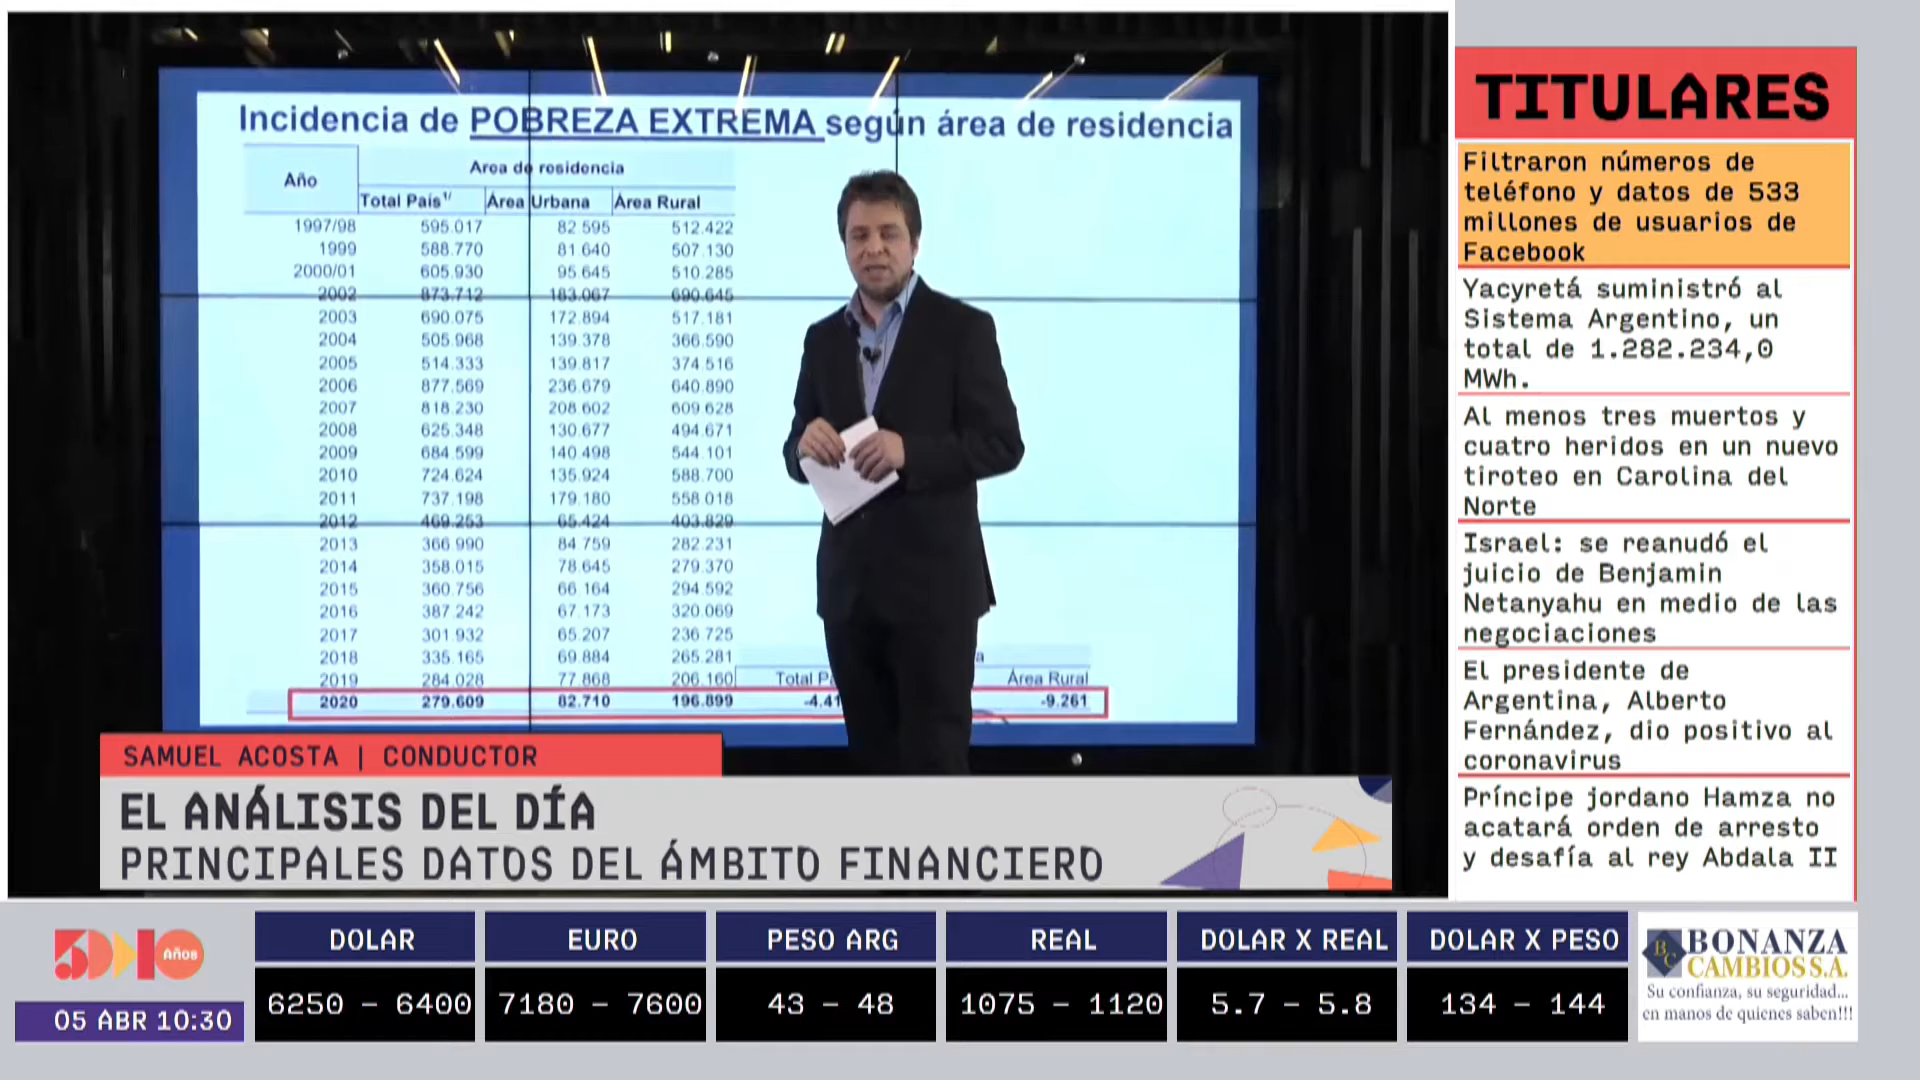 Incidencia de POBREZA EXTREMA según área de residencia
Año
Area de residencia
Total País1/ Área Urbana Área Rural
1997/98 595.017 82 595 512.422
1999 588.770 81 640 507.130
2000/01 605.930 95 645 510.285
2002 873.712 183.067 690.645
2003 690.075 172.894 517.181
2004 505.968 139.378 366.590
2005 514.333 139.817 374.516
2006 877.569 236.679 640.890
2007 818.230 208 602 609 628
2008 625.348 130.677 494.671
2009 684.599 140.498 544.101
2010 724.624 135.924 588.700
2011 737.198 179.180 558 018
2012 469.253 65.424 403.829
2013 366 990 84 759 282.231
2014 358.015 78 645 279.370
2015 360.756 66 164 294.592
2016 387.242 67.173 320.069
2017 301.932 65.207 236 725
2018 335.165 69 884 265.281
2019 284.028 77 868 206.160 Total Área Rural
2020 279.609 82.710 196.899 -9.261
SAMUEL ACOSTA | CONDUCTOR
EL ANÁLISIS DEL DÍA
PRINCIPALES DATOS DEL ÁMBITO FINANCIERO
TITULARES
Filtraron números de
teléfono y datos de 533
millones de usuarios de
Facebook
Yacyretá suministró al
Sistema Argentino, un
total de 1.282.234,0
MWh.
Al menos tres muertos y
cuatro heridos en un nuevo
tiroteo en Carolina del
Norte
Israel: se reanudó el
juicio de Benjamin
Netanyahu en medio de las
negociaciones
El presidente de
Argentina, Alberto
Fernández, dio positivo al
coronavirus
Príncipe jordano Hamza no
acatará orden de arresto
y desafía al rey Abdala II
5D10 Años
05 ABR 10:30
DOLAR EURO PESO ARG REAL DOLAR X REAL DOLAR X PESO
6250 - 6400 7180 - 7600 43 - 48 1075 - 1120 5.7 - 5.8 134 - 144
BC BONANZA
CAMBIOS S.A.
Su confianza, su seguridad...
en manos de quienes saben!!!